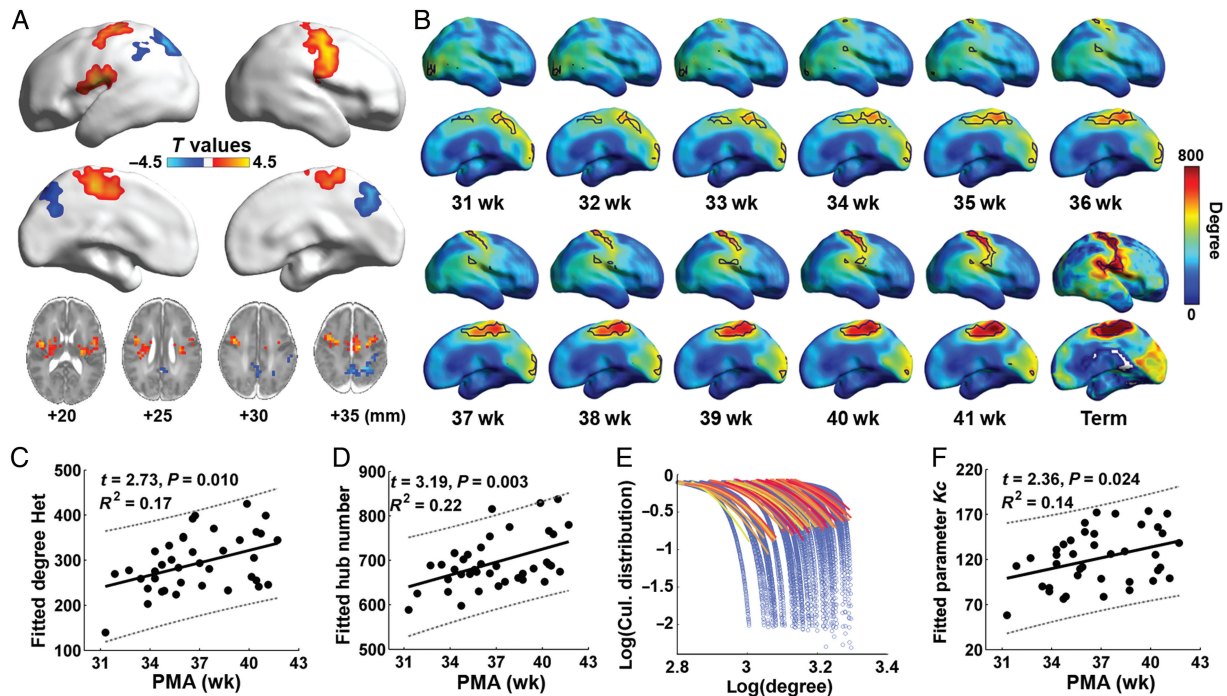 A
T values
−4.5 4.5
+20 +25 +30 +35 (mm)
B
31 wk 32 wk 33 wk 34 wk 35 wk 36 wk
37 wk 38 wk 39 wk 40 wk 41 wk Term
800
Degree
0
C
t = 2.73, P = 0.010
R² = 0.17
Fitted degree Het
500
400
300
200
100
31 34 37 40 43
PMA (wk)
D
t = 3.19, P = 0.003
R² = 0.22
Fitted hub number
900
800
700
600
500
31 34 37 40 43
PMA (wk)
E
Log(Cul. distribution)
0
−0.5
−1
−1.5
−2
2.8 3 3.2 3.4
Log(degree)
F
t = 2.36, P = 0.024
R² = 0.14
Fitted parameter Kc
220
170
120
70
20
31 34 37 40 43
PMA (wk)